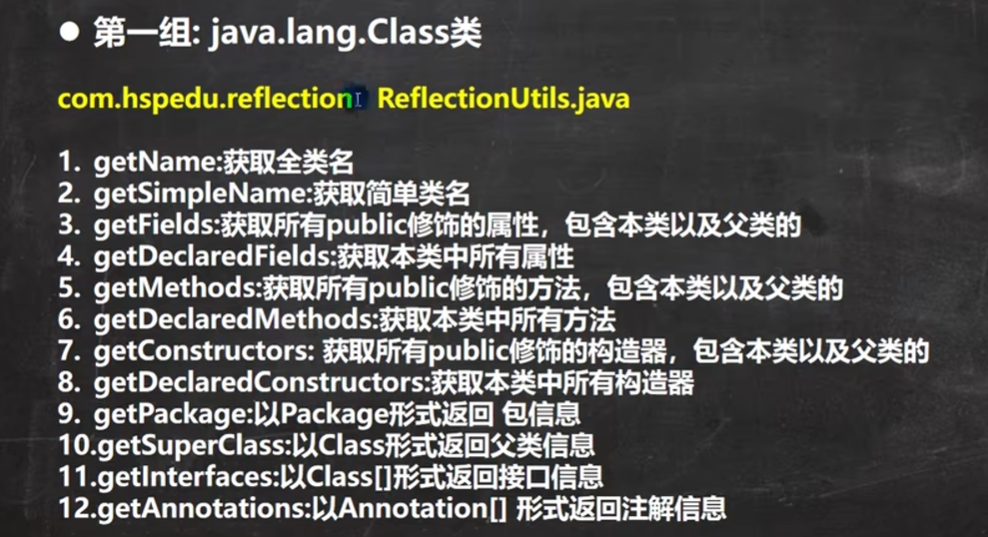 ● 第一组: java.lang.Class类
com.hspedu.reflection ReflectionUtils.java
1. getName:获取全类名
2. getSimpleName:获取简单类名
3. getFields:获取所有public修饰的属性，包含本类以及父类的
4. getDeclaredFields:获取本类中所有属性
5. getMethods:获取所有public修饰的方法，包含本类以及父类的
6. getDeclaredMethods:获取本类中所有方法
7. getConstructors: 获取所有public修饰的构造器，包含本类以及父类的
8. getDeclaredConstructors:获取本类中所有构造器
9. getPackage:以Package形式返回 包信息
10.getSuperClass:以Class形式返回父类信息
11.getInterfaces:以Class[]形式返回接口信息
12.getAnnotations:以Annotation[] 形式返回注解信息